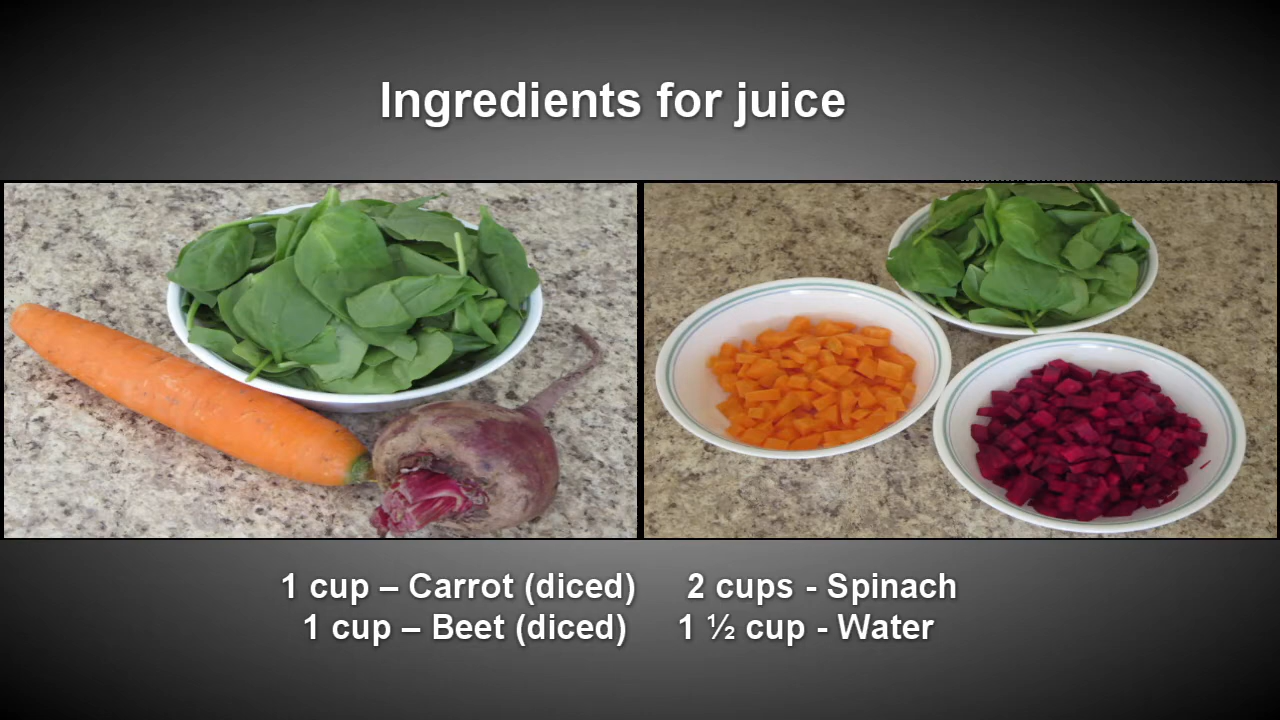 Ingredients for juice
1 cup – Carrot (diced) 2 cups - Spinach
1 cup – Beet (diced) 1 ½ cup - Water